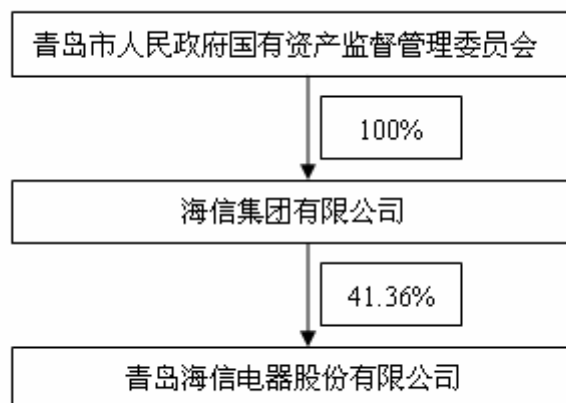 青岛市人民政府国有资产监督管理委员会
100%
海信集团有限公司
41.36%
青岛海信电器股份有限公司